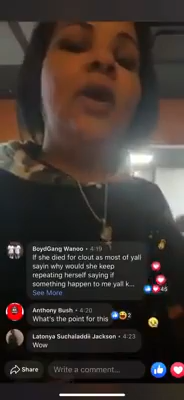 BoydGang Wanoo • 4:19
If she died for clout as most of yall
sayin why would she keep
repeating herself saying if
something happen to me yall k...
See More
45
Anthony Bush • 4:20
What's the point for this
2
Latonya Suchaladdii Jackson • 4:23
Wow
Share
Write a comment...